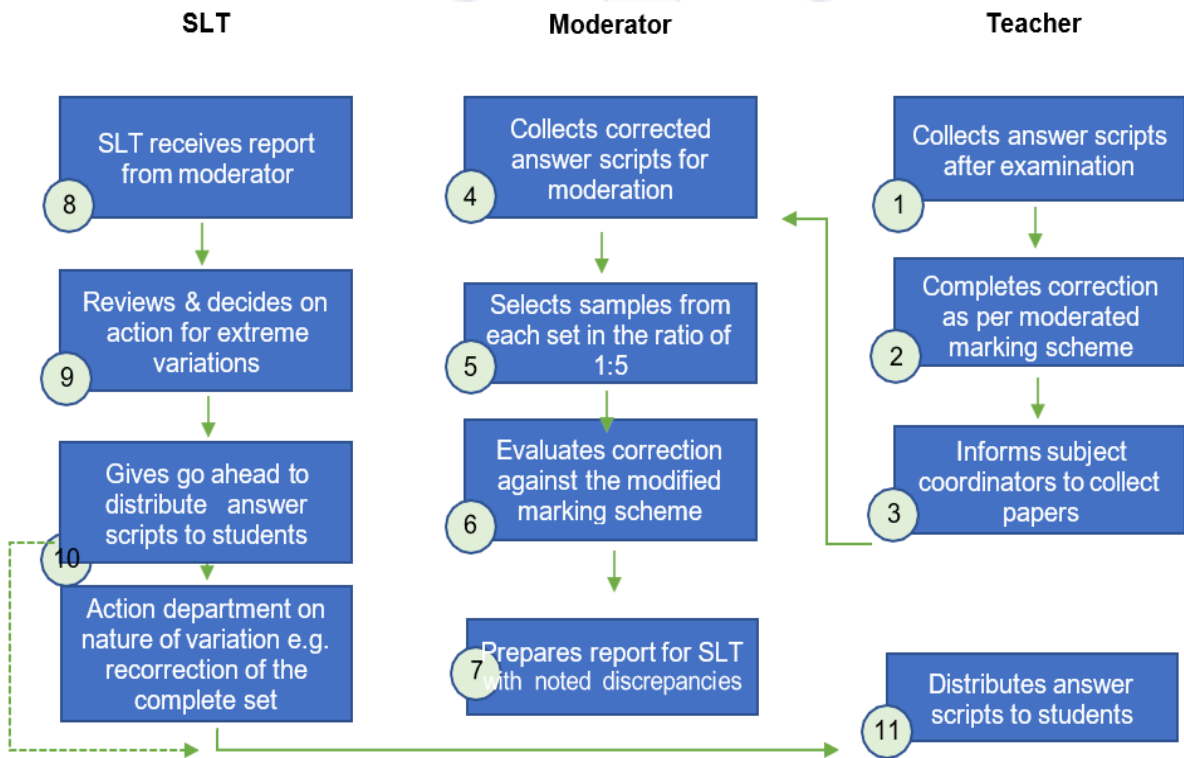 SLT
Moderator
Teacher
SLT receives report
from moderator
8
Reviews & decides on
action for extreme
variations
9
Gives go ahead to
distribute answer
scripts to students
10
Action department on
nature of variation e.g.
recorrection of the
complete set
Collects corrected
answer scripts for
moderation
4
Selects samples from
each set in the ratio of
1:5
5
Evaluates correction
against the modified
marking scheme
6
Prepares report for SLT
with noted discrepancies
7
Collects answer scripts
after examination
1
Completes correction
as per moderated
marking scheme
2
Informs subject
coordinators to collect
papers
3
Distributes answer
scripts to students
11